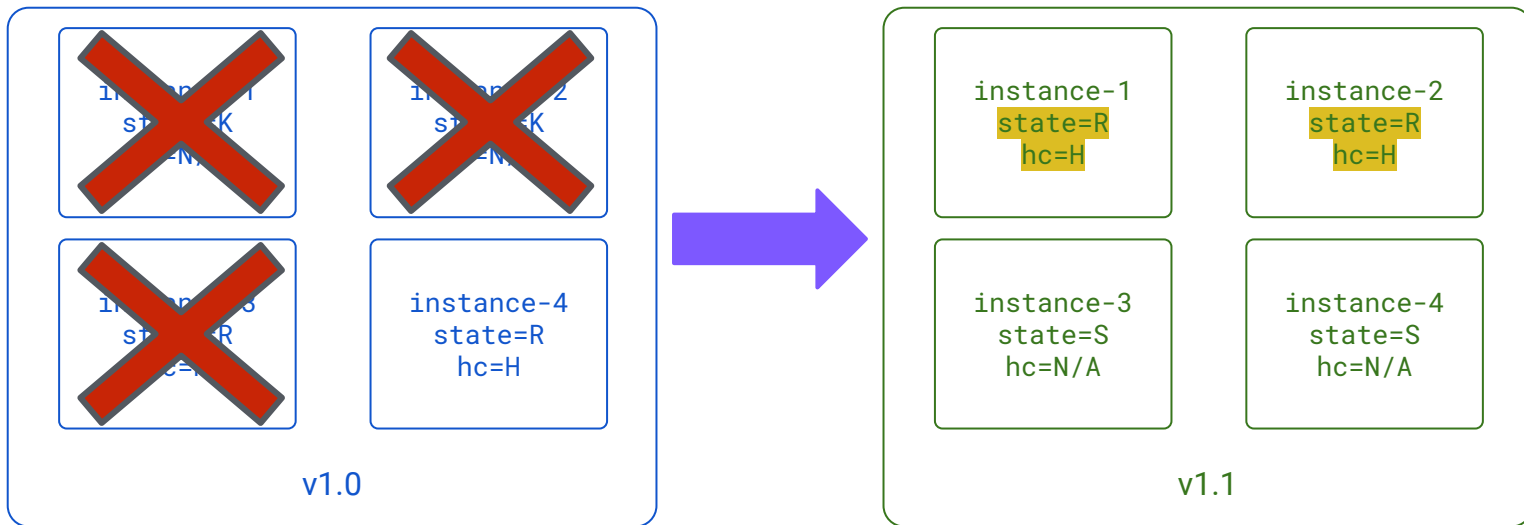 instance-4
state=R
hc=H
v1.0
instance-1
state=R
hc=H
instance-2
state=R
hc=H
instance-3
state=S
hc=N/A
instance-4
state=S
hc=N/A
v1.1